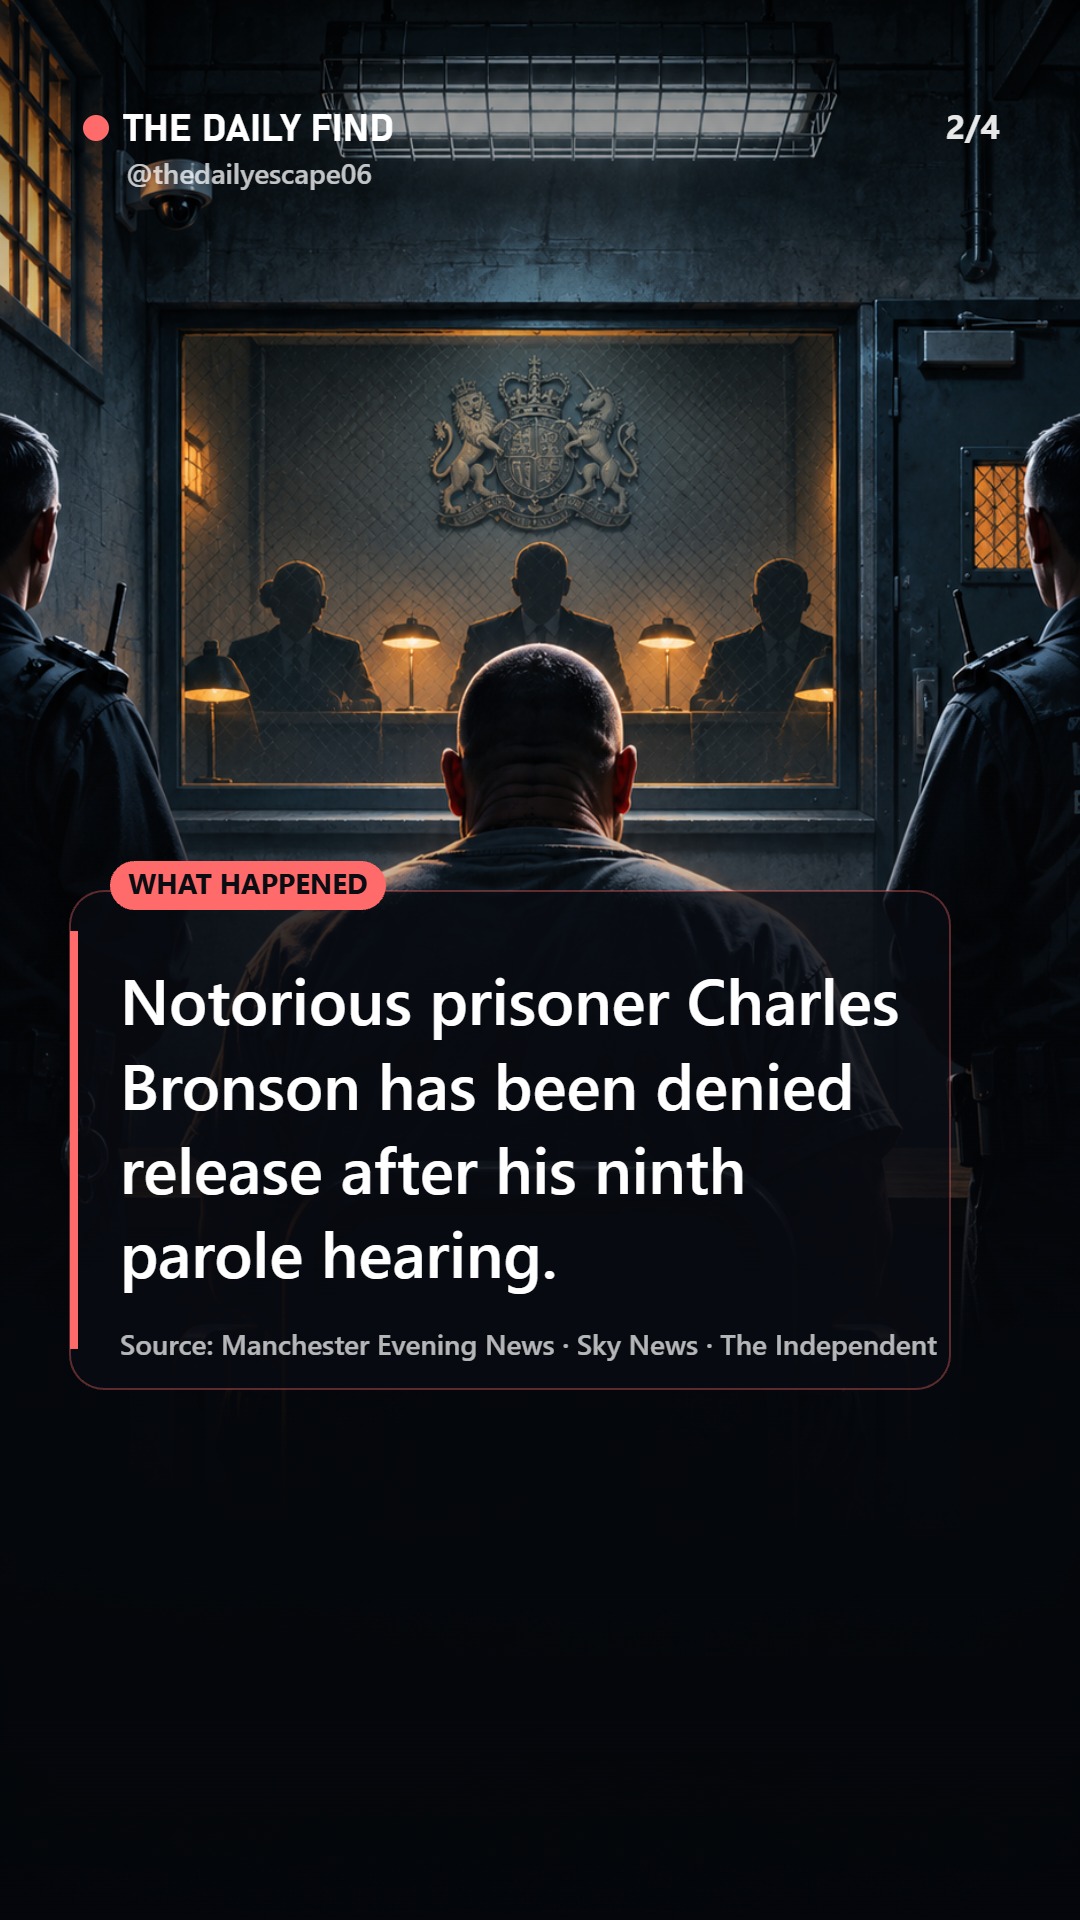 THE DAILY FIND
2/4
@thedailyescape06
WHAT HAPPENED
Notorious prisoner Charles
Bronson has been denied
release after his ninth
parole hearing.
Source: Manchester Evening News · Sky News · The Independent